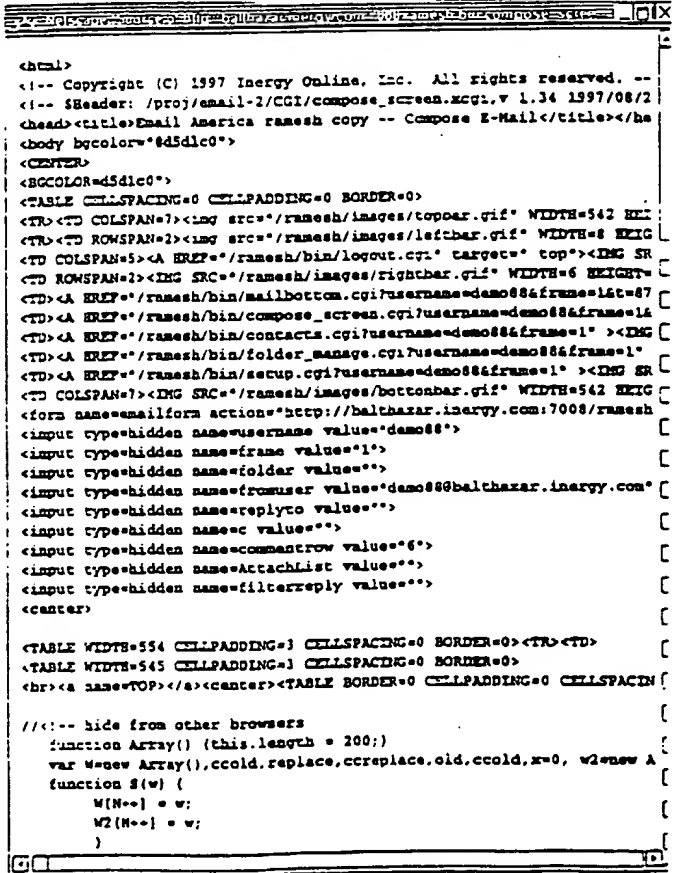 <html>
<!-- Copyright (C) 1997 Inergy Online, Inc.  All rights reserved. --
<!-- $Header: /proj/email-2/CGI/compose_screen.xcgi,v 1.34 1997/08/2
<head><title>Email America ramesh copy -- Compose E-Mail</title></he
<body bgcolor="#d5d1c0">
<CENTER>
<BGCOLOR=d5d1c0">
<TABLE CELLSPACING=0 CELLPADDING=0 BORDER=0>
<TR><TD COLSPAN=7><img src="/ramesh/images/topbar.gif" WIDTH=542 HEI
<TR><TD ROWSPAN=2><img src="/ramesh/images/leftbar.gif" WIDTH=8 HEIG
<TD COLSPAN=5><A HREF="/ramesh/bin/logout.cgi" target="_top"><IMG SR
<TD ROWSPAN=2><IMG SRC="/ramesh/images/rightbar.gif" WIDTH=6 HEIGHT=
<TD><A HREF="/ramesh/bin/mailbottom.cgi?username=demo88&frame=1&t=87
<TD><A HREF="/ramesh/bin/compose_screen.cgi?username=demo88&frame=1&
<TD><A HREF="/ramesh/bin/contacts.cgi?username=demo88&frame=1" ><IMG
<TD><A HREF="/ramesh/bin/folder_manage.cgi?username=demo88&frame=1"
<TD><A HREF="/ramesh/bin/setup.cgi?username=demo88&frame=1" ><IMG SR
<TD COLSPAN=7><IMG SRC="/ramesh/images/bottonbar.gif" WIDTH=542 HEIG
<form name=emailform action="http://balthazar.inergy.com:7008/ramesh
<input type=hidden name=username value="demo88">
<input type=hidden name=frame value="1">
<input type=hidden name=folder value="">
<input type=hidden name=fromuser value="demo88@balthazar.inergy.com"
<input type=hidden name=replyto value="">
<input type=hidden name=c value="">
<input type=hidden name=commentrow value="6">
<input type=hidden name=AttachList value="">
<input type=hidden name=filterreply value="">
<center>
<TABLE WIDTH=554 CELLPADDING=3 CELLSPACING=0 BORDER=0><TR><TD>
<TABLE WIDTH=545 CELLPADDING=3 CELLSPACING=0 BORDER=0>
<br><a name=TOP></a><center><TABLE BORDER=0 CELLPADDING=0 CELLSPACIN
//<!-- hide from other browsers
function Array() {this.length = 200;}
var W=new Array(),ccold,replace,ccreplace,old,ccold,x=0, w2=new A
function S(w) {
W[N++] = w;
W2[N++] = w;
}